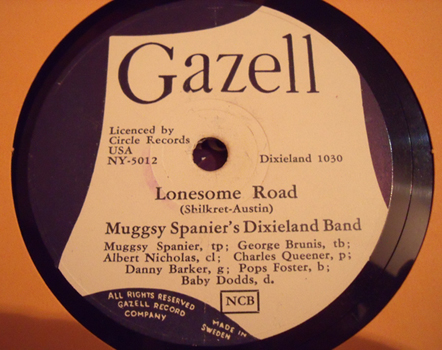 Gazell
Licenced by
Circle Records
USA
NY-5012 Dixieland 1030
Lonesome Road
(Shilkret-Austin)
Muggsy Spanier's Dixieland Band
Muggsy Spanier, tp; George Brunis, tb;
Albert Nicholas, cl; Charles Queener, p;
Danny Barker, g; Pops Foster, b;
Baby Dodds, d.
ALL RIGHTS RESERVED
GAZELL RECORD
COMPANY
NCB
MADE IN
SWEDEN